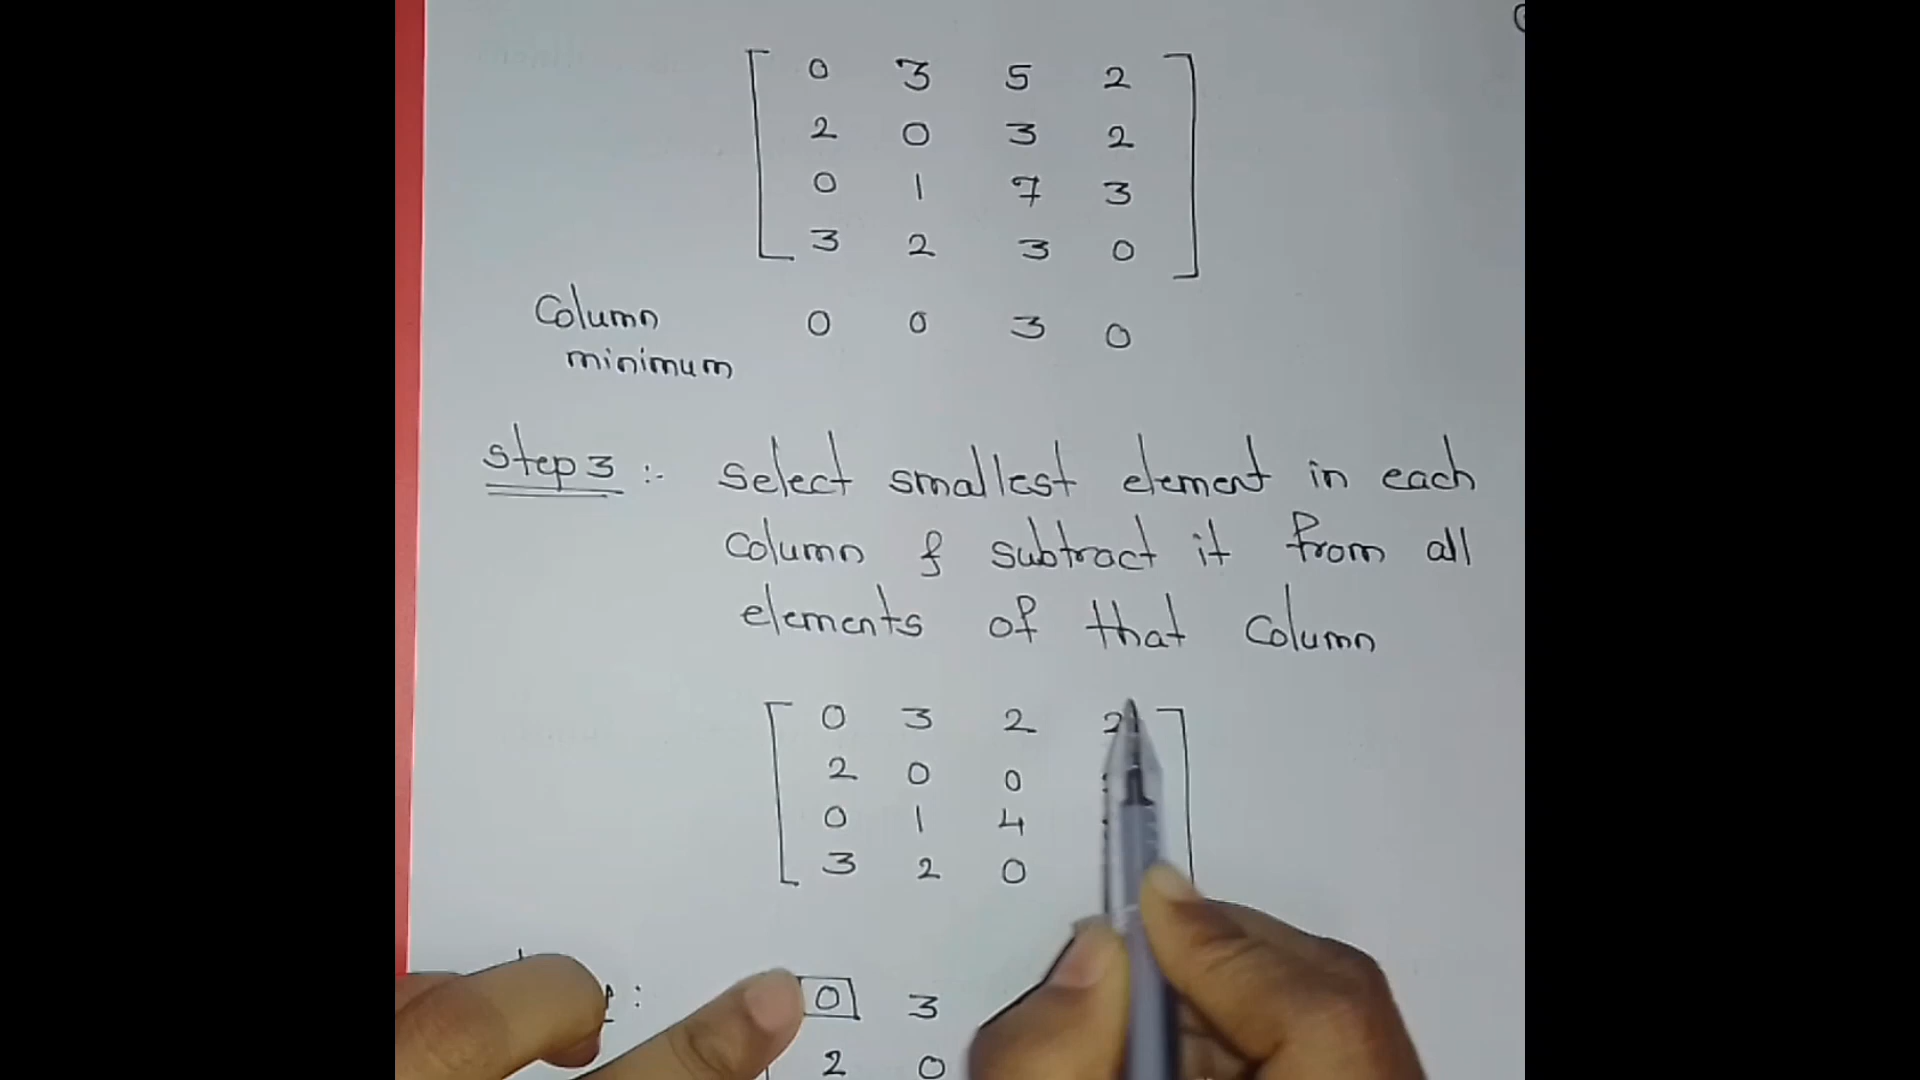 0 3 5 2
2 0 3 2
0 1 7 3
3 2 3 0
Column 0 0 3 0
minimum
Step 3 :- Select smallest element in each
Column & subtract it from all
elements of that Column
0 3 2 2
2 0 0
0 1 4
3 2 0
: 0 3
2 0